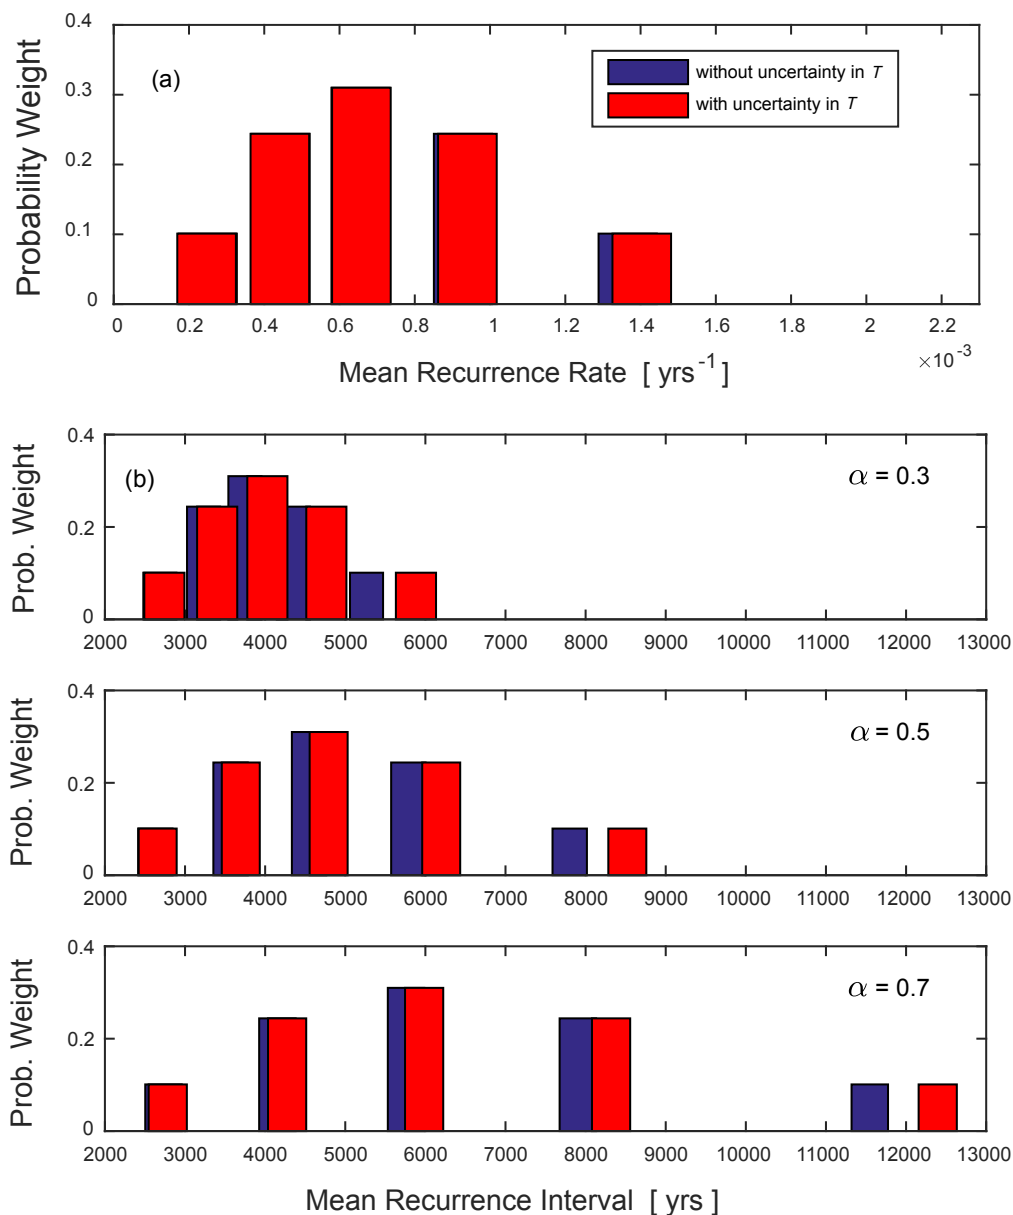 0.4
(a)
without uncertainty in T
with uncertainty in T
0.3
0.2
0.1
0
Probability Weight
0 0.2 0.4 0.6 0.8 1 1.2 1.4 1.6 1.8 2 2.2
×10⁻³
Mean Recurrence Rate [ yrs⁻¹ ]
0.4
(b)
α = 0.3
0.2
0
Prob. Weight
2000 3000 4000 5000 6000 7000 8000 9000 10000 11000 12000 13000
0.4
α = 0.5
0.2
0
Prob. Weight
2000 3000 4000 5000 6000 7000 8000 9000 10000 11000 12000 13000
0.4
α = 0.7
0.2
0
Prob. Weight
2000 3000 4000 5000 6000 7000 8000 9000 10000 11000 12000 13000
Mean Recurrence Interval [ yrs ]